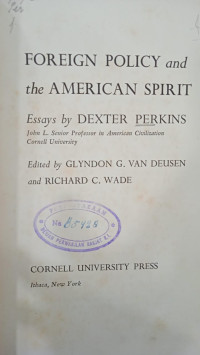 FOREIGN POLICY and
the AMERICAN SPIRIT
Essays by DEXTER PERKINS
John L. Senior Professor in American Civilization
Cornell University
Edited by GLYNDON G. VAN DEUSEN
and RICHARD C. WADE
CORNELL UNIVERSITY PRESS
Ithaca, New York